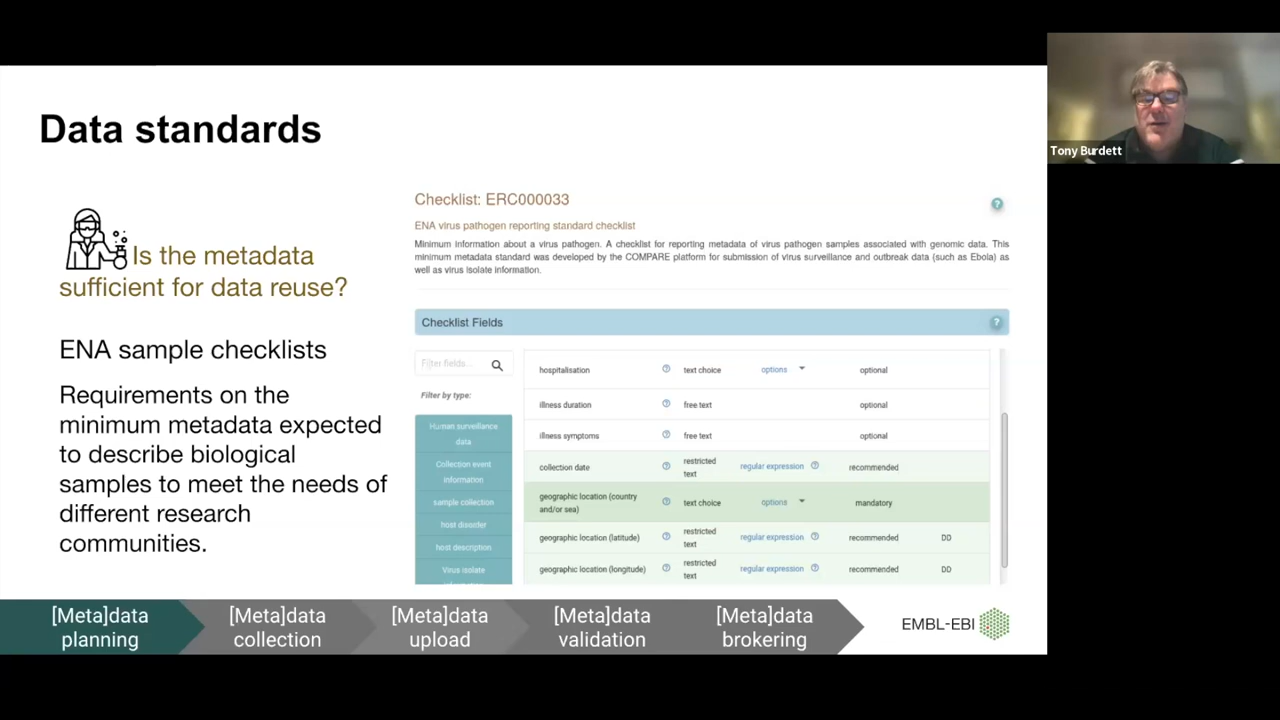 Data standards
Is the metadata
sufficient for data reuse?
ENA sample checklists
Requirements on the
minimum metadata expected
to describe biological
samples to meet the needs of
different research
communities.
Checklist: ERC000033
?
ENA virus pathogen reporting standard checklist
Minimum information about a virus pathogen. A checklist for reporting metadata of virus pathogen samples associated with genomic data. This
minimum metadata standard was developed by the COMPARE platform for submission of virus surveillance and outbreak data (such as Ebola) as
well as virus isolate information.
Checklist Fields
?
Filter fields...
Filter by type:
Human surveillance
data
Collection event
information
sample collection
host disorder
host description
Virus isolate
information
hospitalisation ? text choice options optional
illness duration ? free text optional
illness symptoms ? free text optional
collection date ? restricted
text regular expression ? recommended
geographic location (country
and/or sea) ? text choice options mandatory
geographic location (latitude) ? restricted
text regular expression ? recommended DD
geographic location (longitude) ? restricted
text regular expression ? recommended DD
[Meta]data
planning
[Meta]data
collection
[Meta]data
upload
[Meta]data
validation
[Meta]data
brokering
EMBL-EBI
Tony Burdett